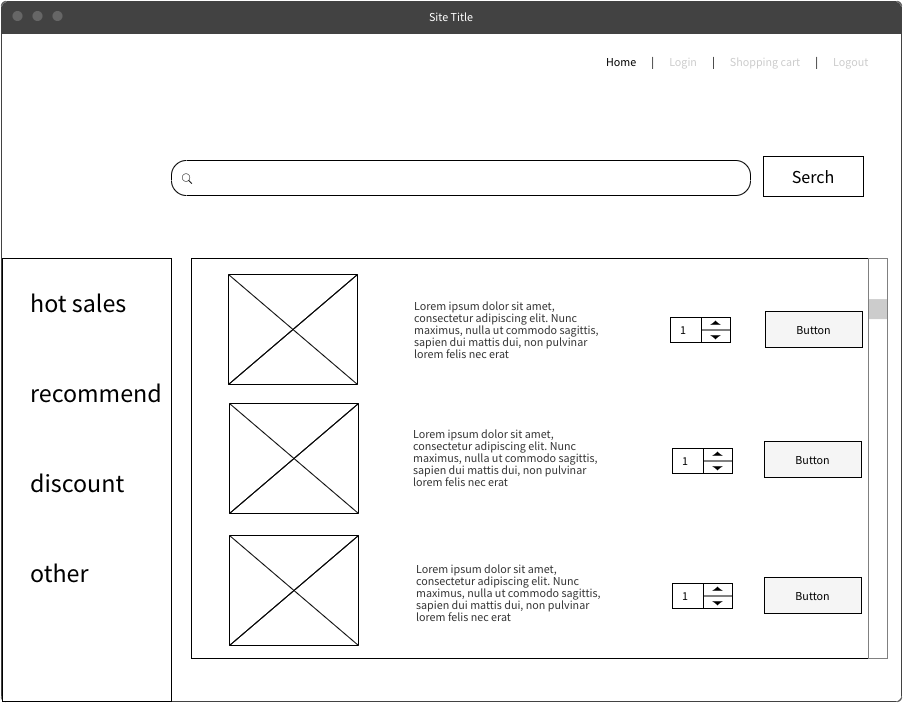 Site Title
Home | Login | Shopping cart | Logout
Serch
hot sales
recommend
discount
other
Lorem ipsum dolor sit amet,
consectetur adipiscing elit. Nunc
maximus, nulla ut commodo sagittis,
sapien dui mattis dui, non pulvinar
lorem felis nec erat
1
Button
Lorem ipsum dolor sit amet,
consectetur adipiscing elit. Nunc
maximus, nulla ut commodo sagittis,
sapien dui mattis dui, non pulvinar
lorem felis nec erat
1
Button
Lorem ipsum dolor sit amet,
consectetur adipiscing elit. Nunc
maximus, nulla ut commodo sagittis,
sapien dui mattis dui, non pulvinar
lorem felis nec erat
1
Button